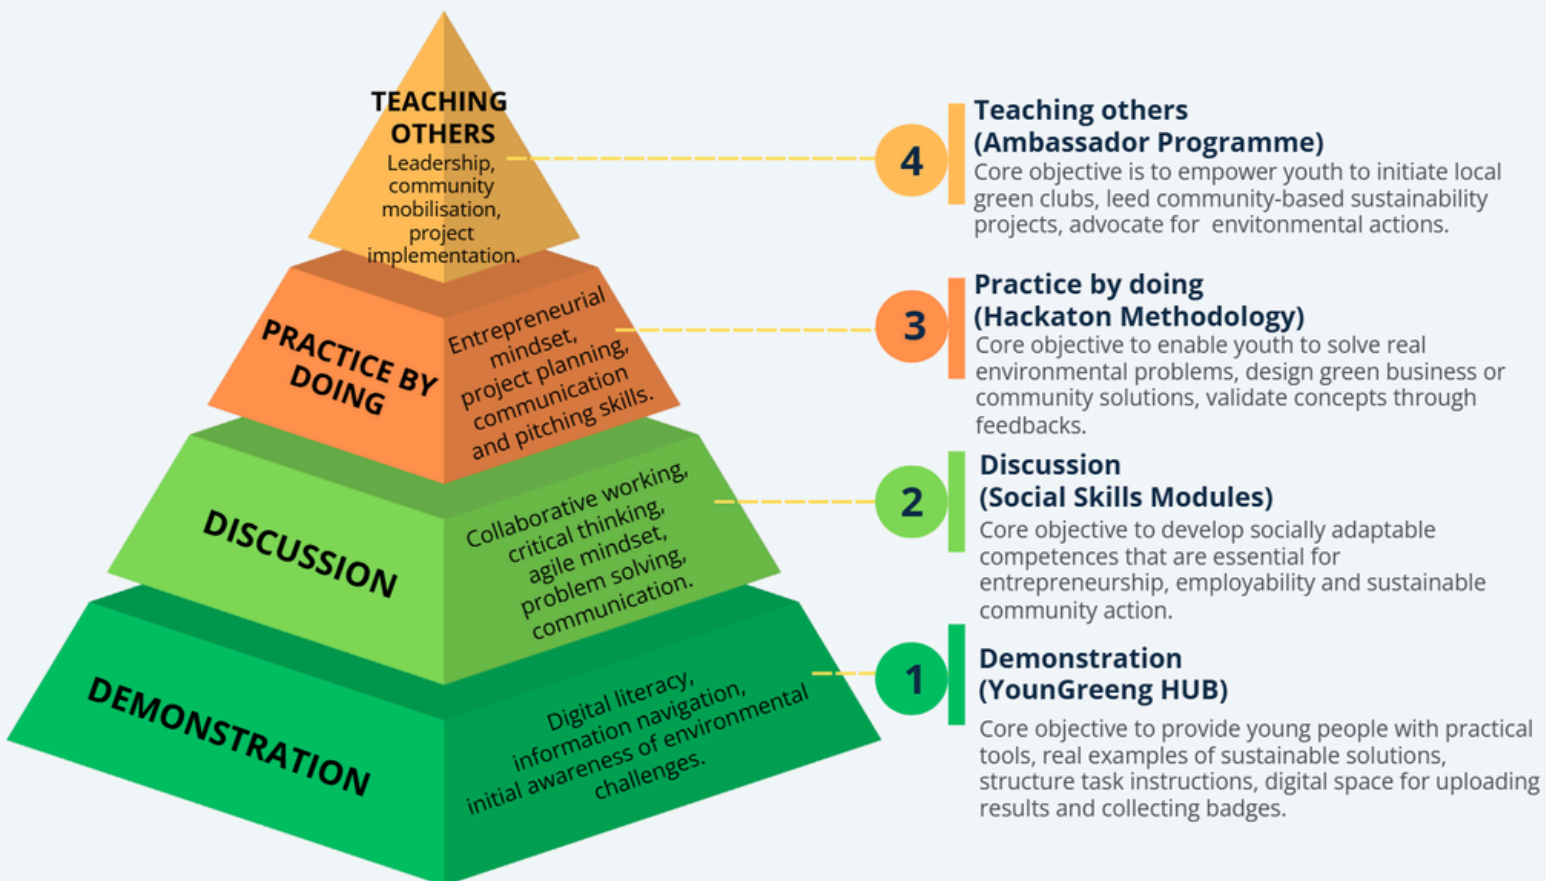 TEACHING
OTHERS
Leadership,
community
mobilisation,
project
implementation.
PRACTICE BY
DOING
Entrepreneurial
mindset,
project planning,
communication
and pitching skills.
DISCUSSION
Collaborative working,
critical thinking,
agile mindset,
problem solving,
communication.
DEMONSTRATION
Digital literacy,
information navigation,
initial awareness of environmental
challenges.
4
Teaching others
(Ambassador Programme)
Core objective is to empower youth to initiate local
green clubs, leed community-based sustainability
projects, advocate for  envitonmental actions.
3
Practice by doing
(Hackaton Methodology)
Core objective to enable youth to solve real
environmental problems, design green business or
community solutions, validate concepts through
feedbacks.
2
Discussion
(Social Skills Modules)
Core objective to develop socially adaptable
competences that are essential for
entrepreneurship, employability and sustainable
community action.
1
Demonstration
(YounGreeng HUB)
Core objective to provide young people with practical
tools, real examples of sustainable solutions,
structure task instructions, digital space for uploading
results and collecting badges.